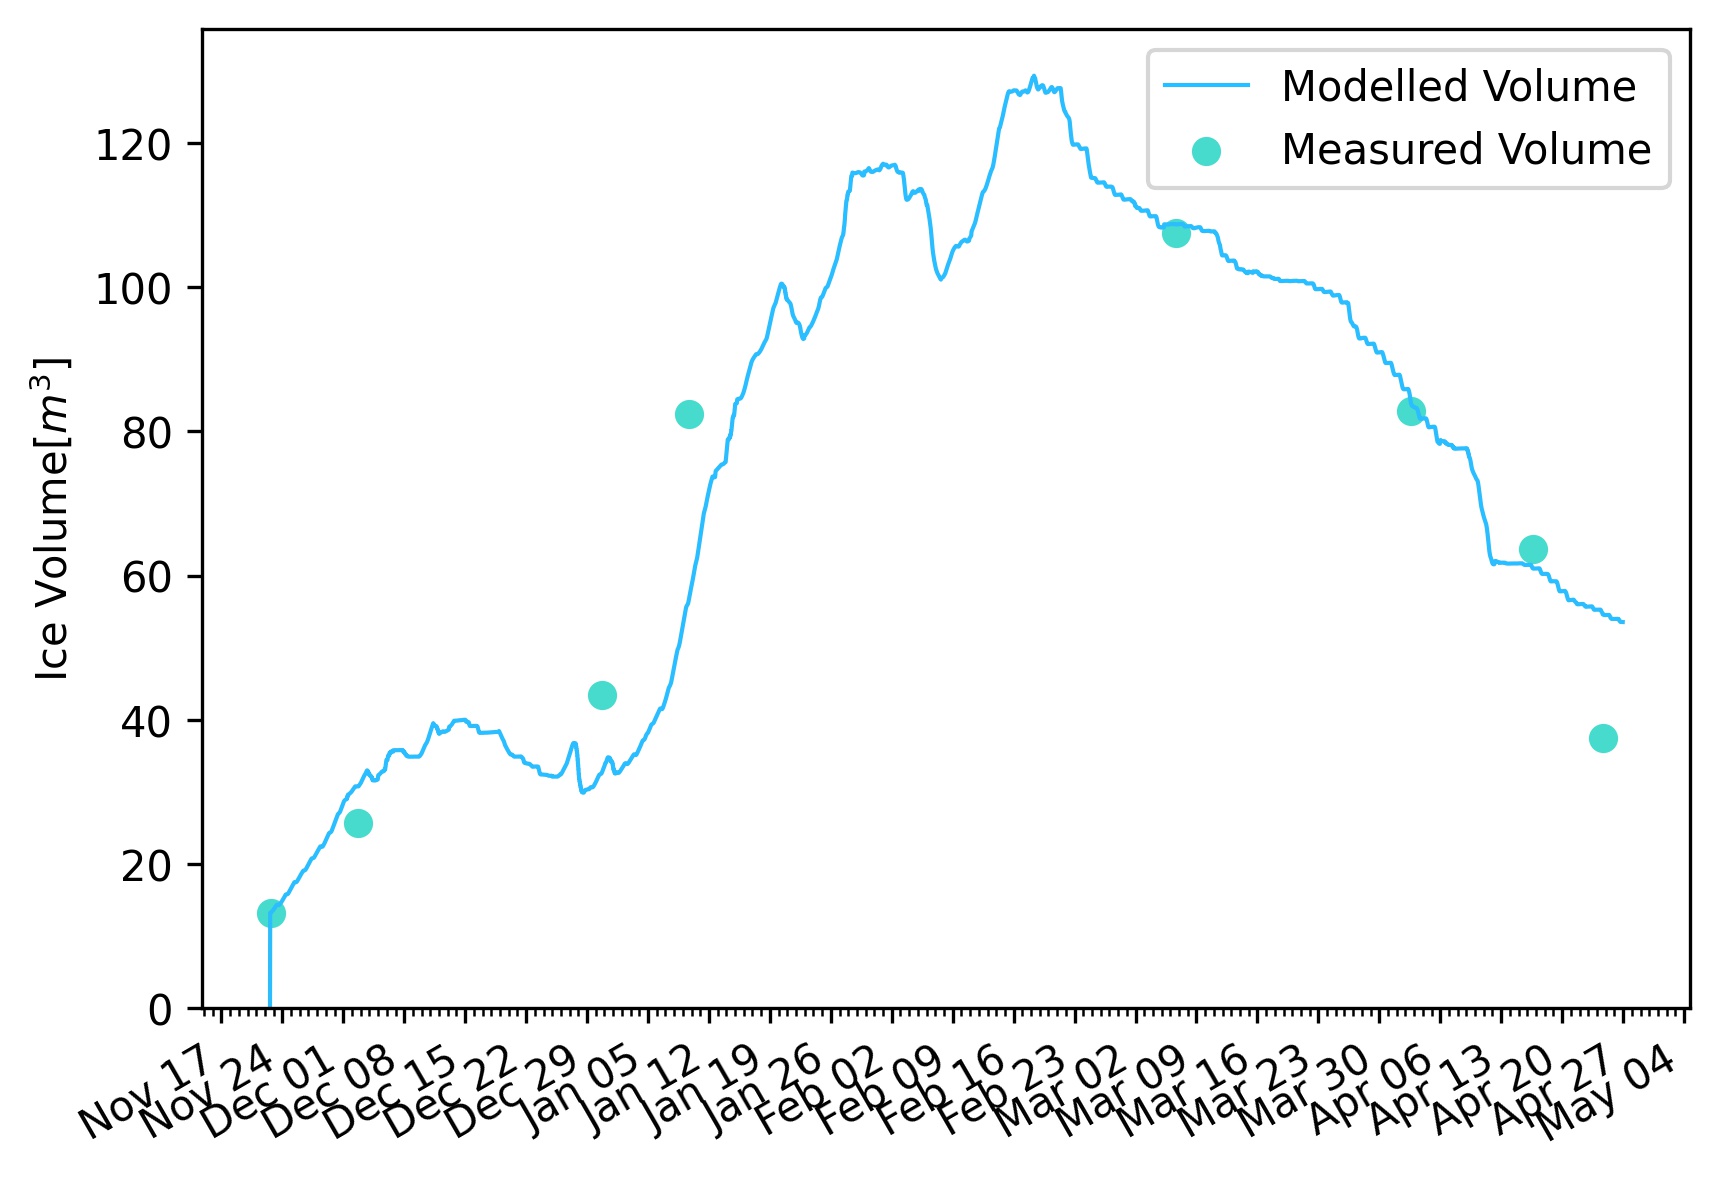 Modelled Volume
Measured Volume
Ice Volume[m³]
120
100
80
60
40
20
0
Nov 17
Nov 24
Dec 01
Dec 08
Dec 15
Dec 22
Dec 29
Jan 05
Jan 12
Jan 19
Jan 26
Feb 02
Feb 09
Feb 16
Feb 23
Mar 02
Mar 09
Mar 16
Mar 23
Mar 30
Apr 06
Apr 13
Apr 20
Apr 27
May 04